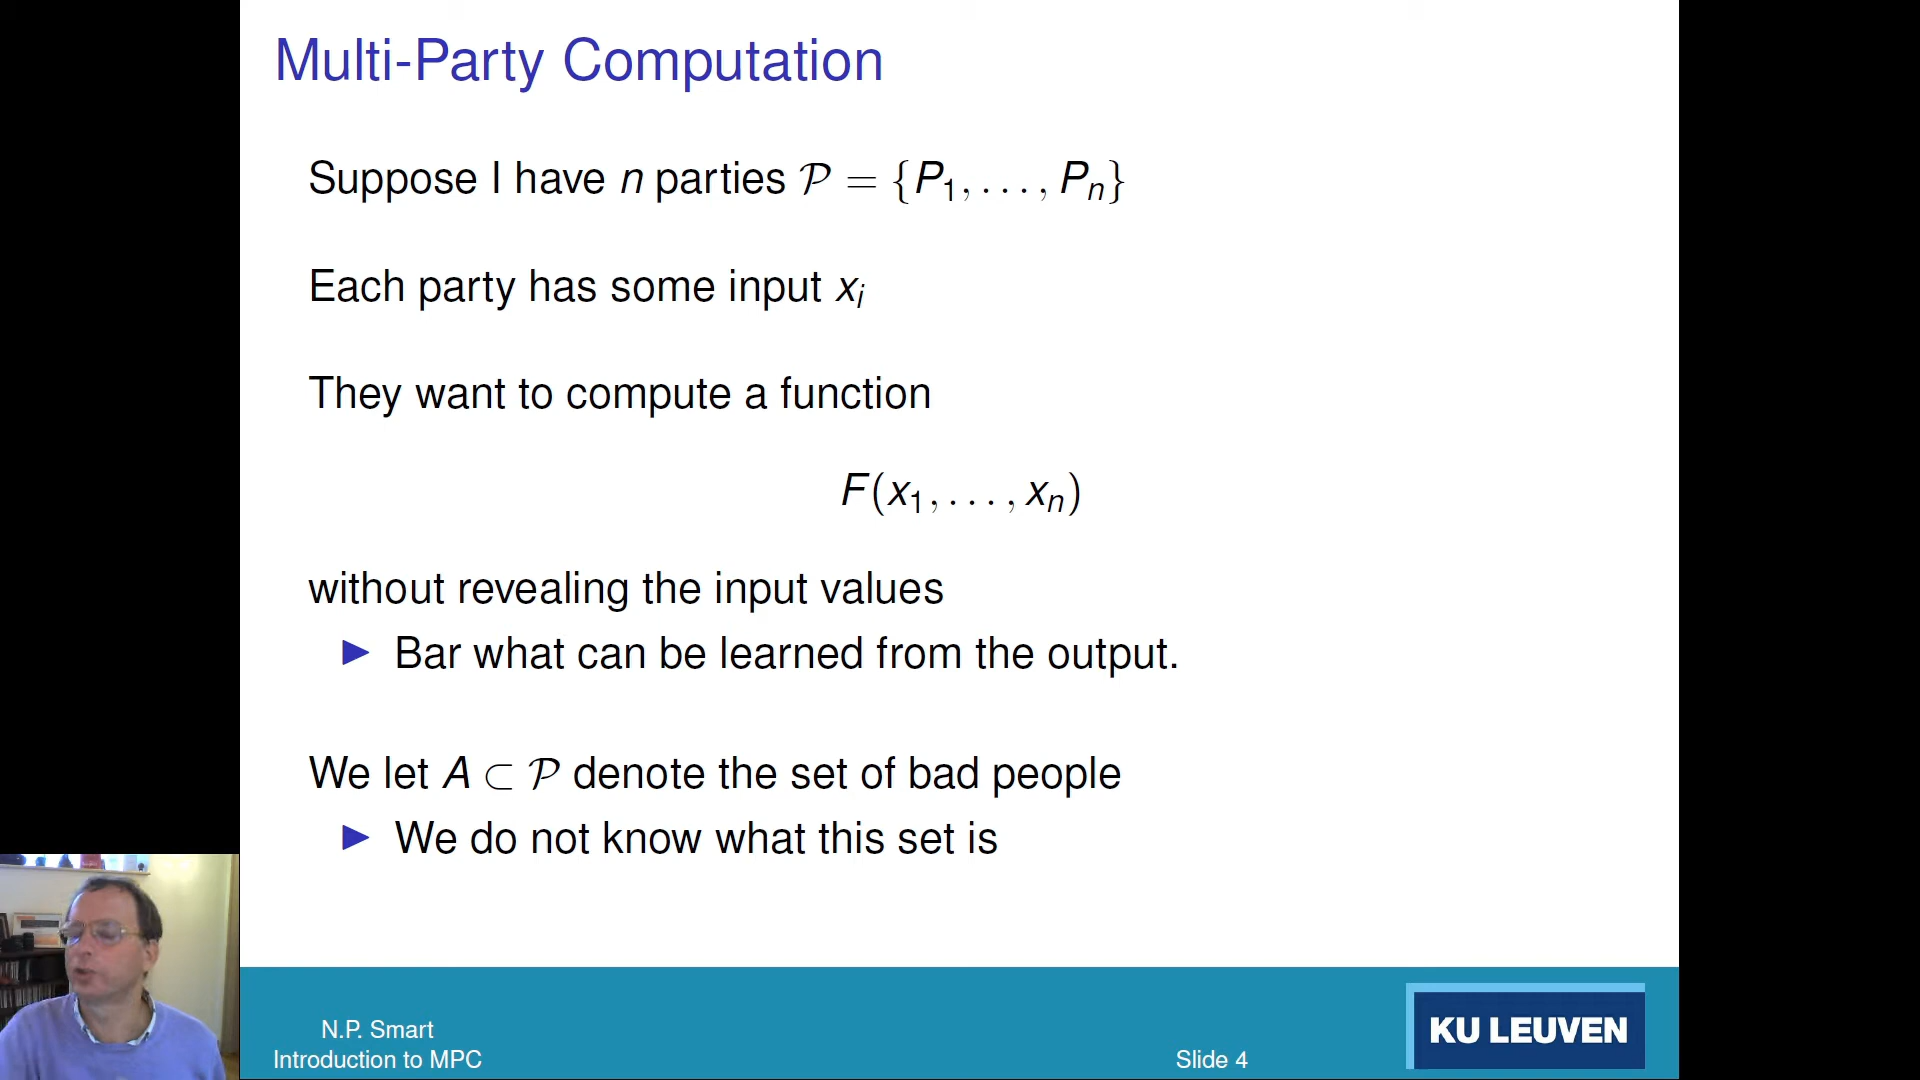 Multi-Party Computation
Suppose I have n parties 𝒫 = {P₁, . . . , Pₙ}
Each party has some input xᵢ
They want to compute a function
F(x₁, . . . , xₙ)
without revealing the input values
▶ Bar what can be learned from the output.
We let A ⊂ 𝒫 denote the set of bad people
▶ We do not know what this set is
N.P. Smart
Introduction to MPC
Slide 4
KU LEUVEN